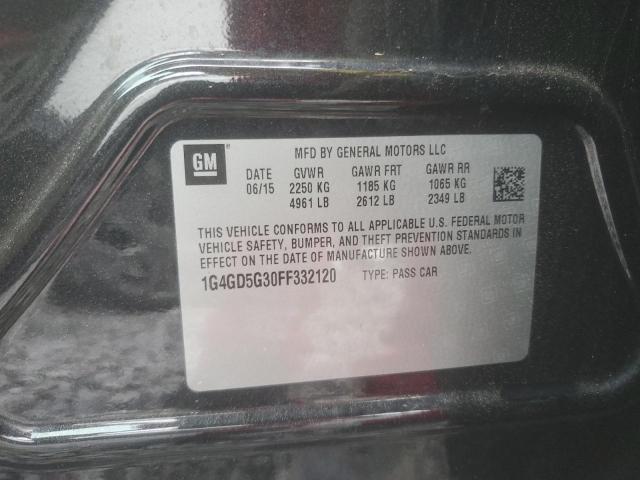 GM
MFD BY GENERAL MOTORS LLC
DATE GVWR GAWR FRT GAWR RR
06/15 2250 KG 1185 KG 1065 KG
4961 LB 2612 LB 2349 LB
THIS VEHICLE CONFORMS TO ALL APPLICABLE U.S. FEDERAL MOTOR
VEHICLE SAFETY, BUMPER, AND THEFT PREVENTION STANDARDS IN
EFFECT ON THE DATE OF MANUFACTURE SHOWN ABOVE.
1G4GD5G30FF332120 TYPE: PASS CAR